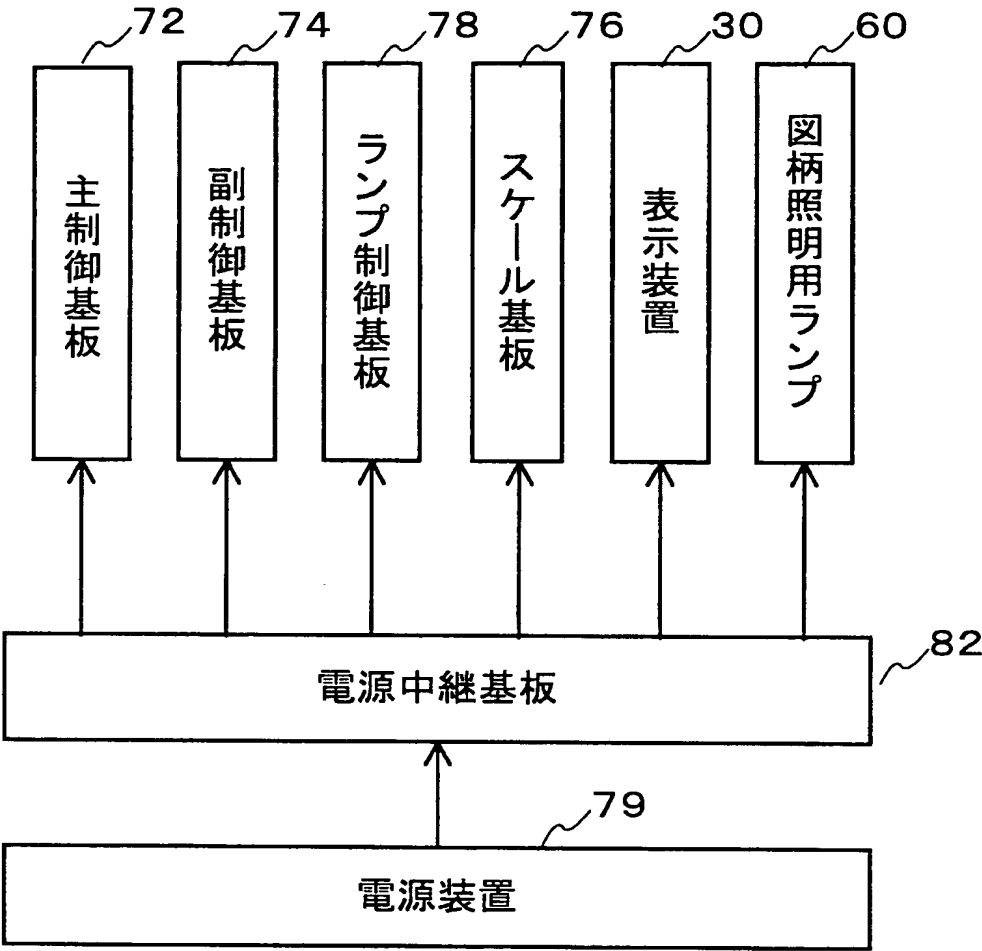 72
74
78
76
30
60
主制御基板
副制御基板
ランプ制御基板
スケール基板
表示装置
図柄照明用ランプ
82
電源中継基板
79
電源装置